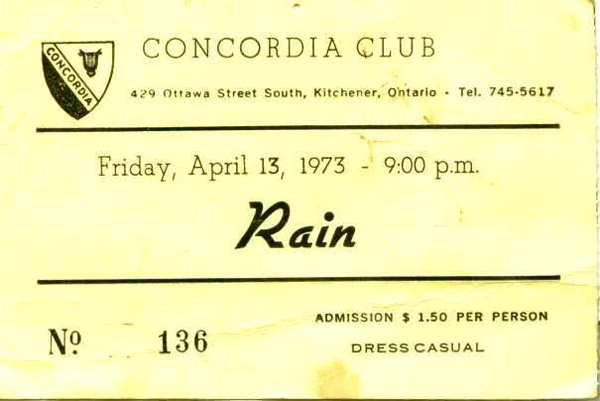 CONCORDIA
CONCORDIA CLUB
429 Ottawa Street South, Kitchener, Ontario - Tel. 745-5617
Friday, April 13, 1973 - 9:00 p.m.
Rain
ADMISSION $ 1.50 PER PERSON
Nº 136
DRESS CASUAL